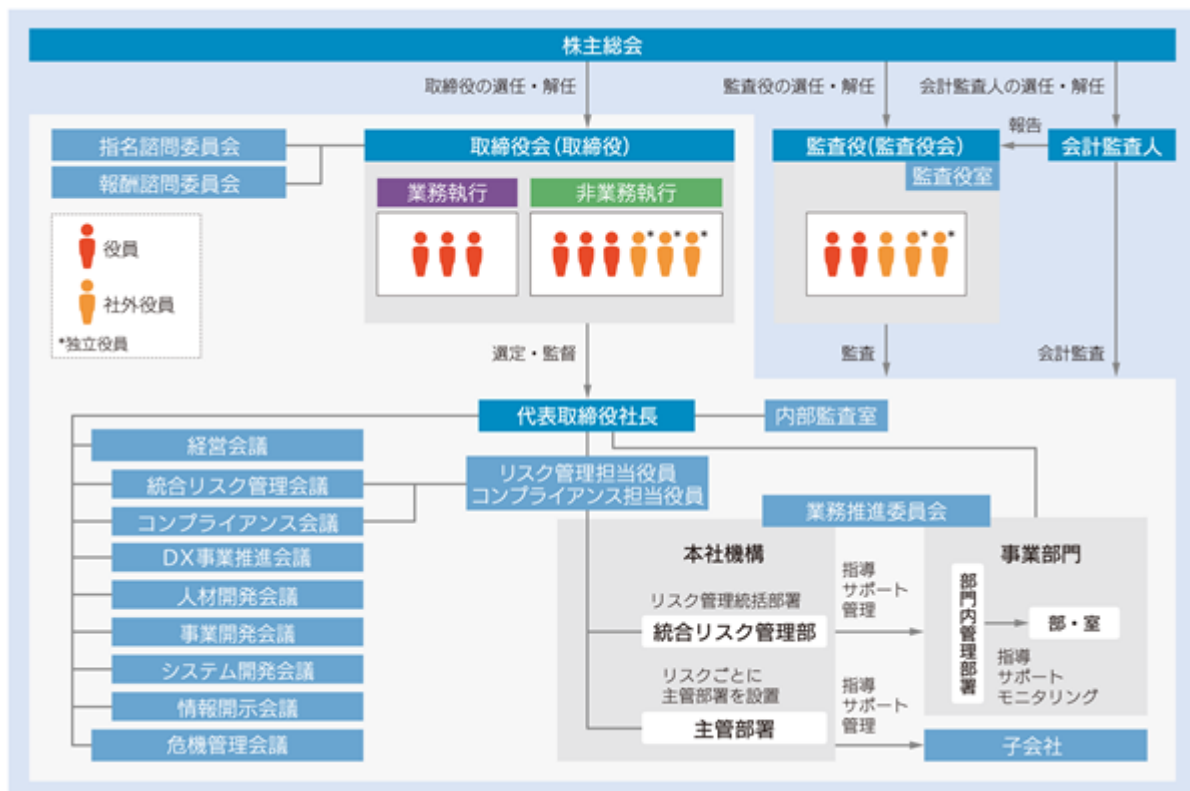 株主総会
取締役の選任・解任
監査役の選任・解任
会計監査人の選任・解任
指名諮問委員会
報酬諮問委員会
取締役会(取締役)
監査役(監査役会)
監査役室
報告
会計監査人
業務執行
非業務執行
* * *
* *
役員
社外役員
*独立役員
選定・監督
監査
会計監査
代表取締役社長
内部監査室
経営会議
統合リスク管理会議
コンプライアンス会議
DX事業推進会議
人材開発会議
事業開発会議
システム開発会議
情報開示会議
危機管理会議
リスク管理担当役員
コンプライアンス担当役員
業務推進委員会
本社機構
リスク管理統括部署
統合リスク管理部
リスクごとに
主管部署を設置
主管部署
指導
サポート
管理
指導
サポート
管理
事業部門
部門内管理部署
部・室
指導
サポート
モニタリング
子会社